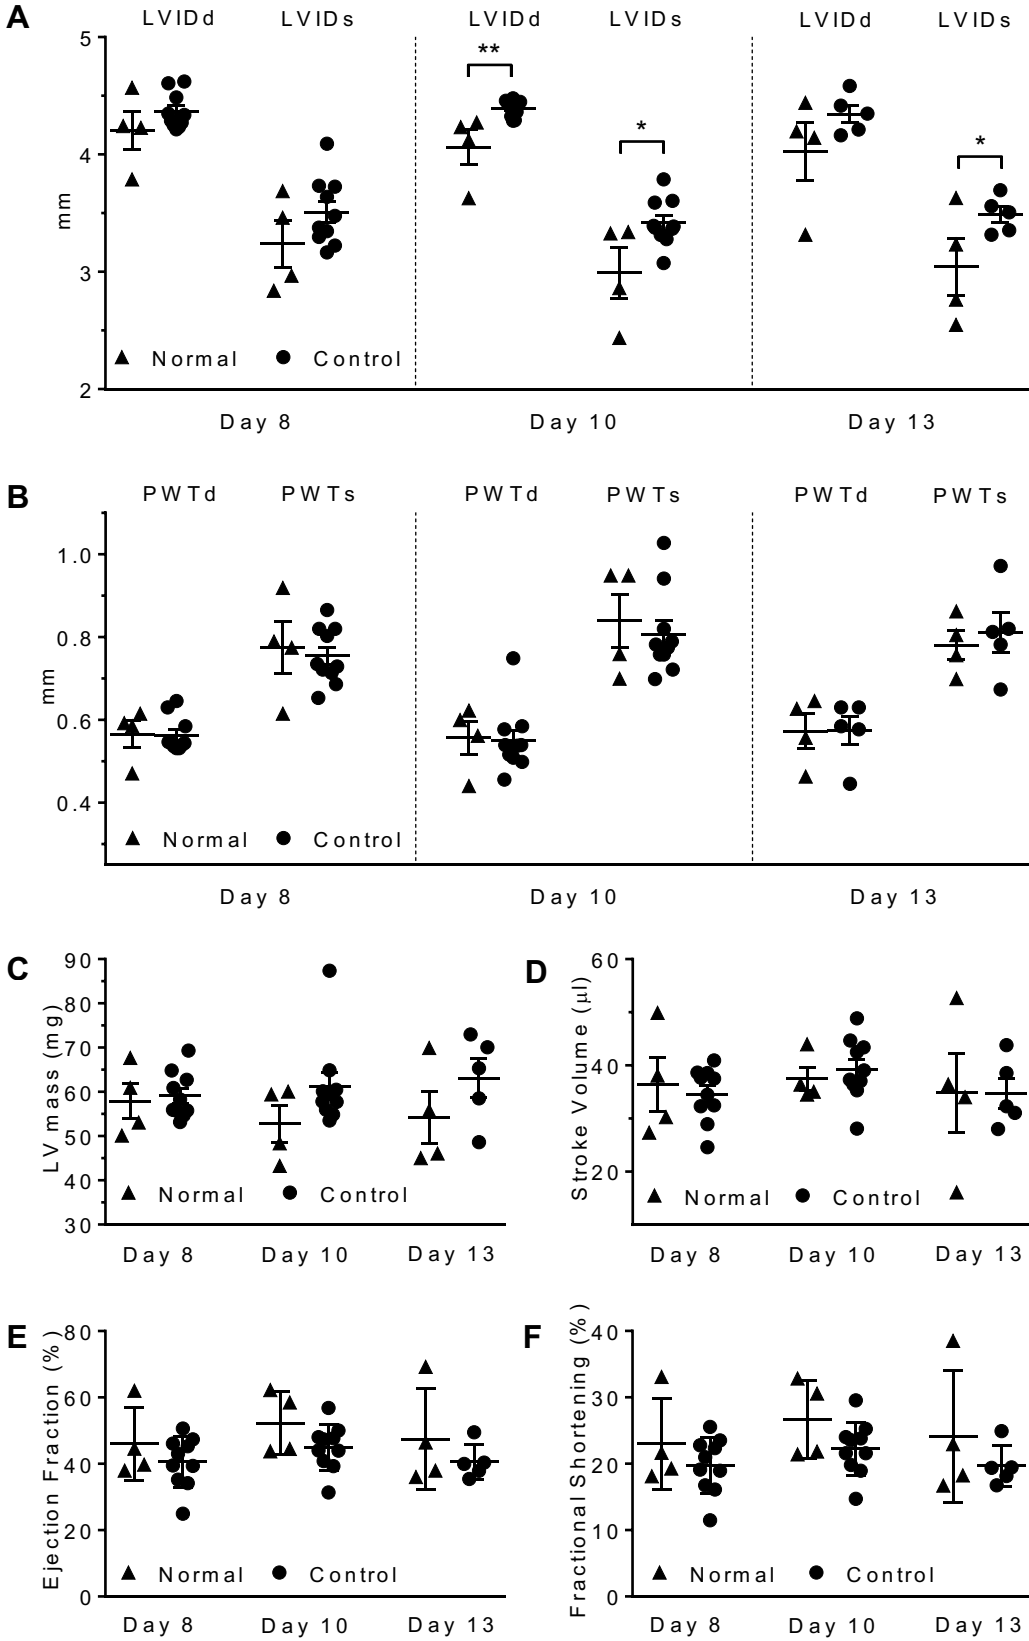 A
LVIDd LVIDs LVIDd LVIDs LVIDd LVIDs
5
4
3
2
mm
** * *
Normal Control
Day 8 Day 10 Day 13
B
PWTd PWTs PWTd PWTs PWTd PWTs
1.0
0.8
0.6
0.4
mm
Normal Control
Day 8 Day 10 Day 13
C
90
80
70
60
50
40
30
LV mass (mg)
Normal Control
Day 8 Day 10 Day 13
D
60
40
20
Stroke Volume (µl)
Normal Control
Day 8 Day 10 Day 13
E
80
60
40
20
0
Ejection Fraction (%)
Normal Control
Day 8 Day 10 Day 13
F
40
30
20
10
0
Fractional Shortening (%)
Normal Control
Day 8 Day 10 Day 13